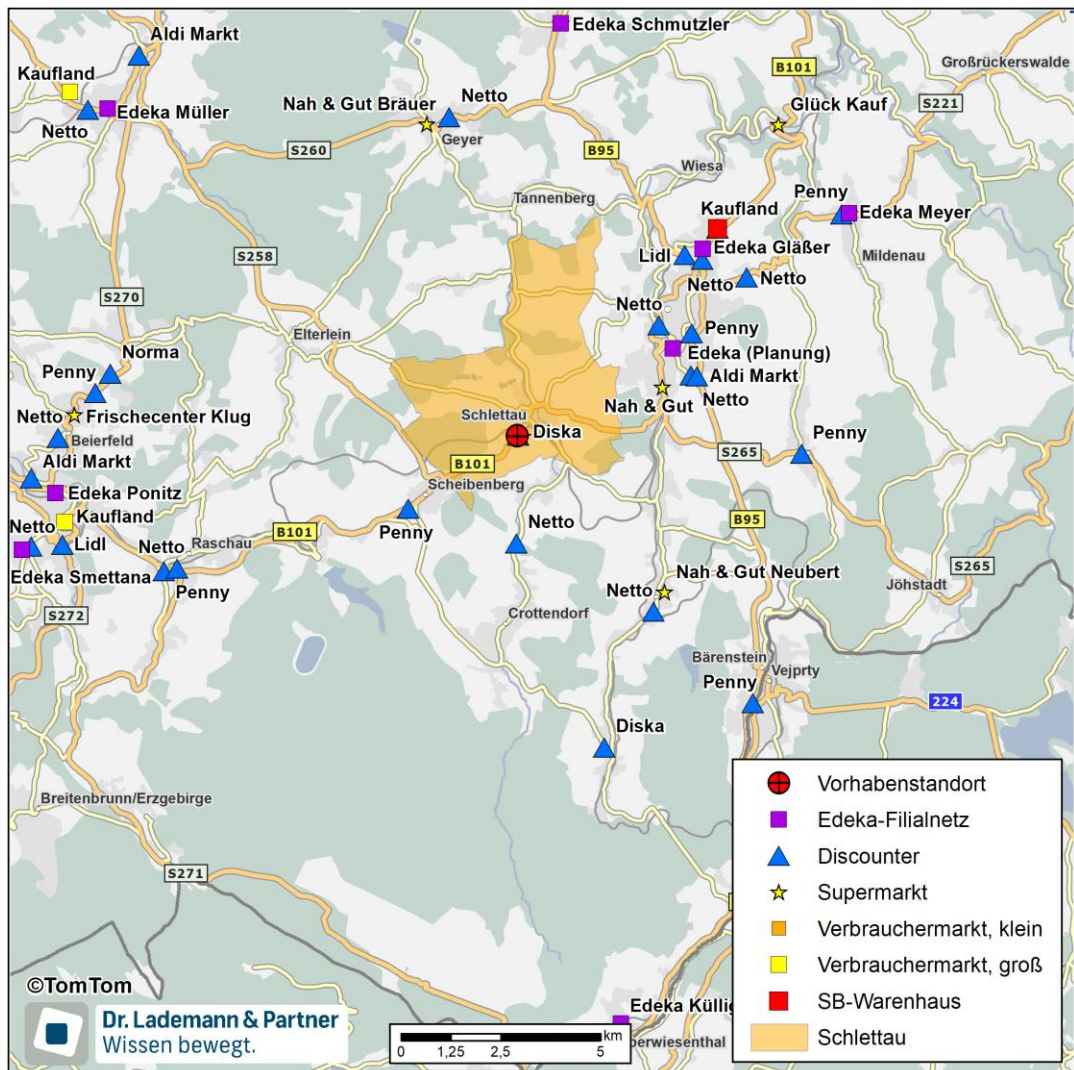 Edeka Schmutzler
Aldi Markt
Kaufland
B101
Großrückerswalde
S221
Edeka Müller
Netto
Nah & Gut Bräuer
Netto
Geyer
Glück Kauf
S260
B95
Wiesa
Tannenberg
Penny
Edeka Meyer
Kaufland
Mildenau
Lidl
Edeka Gläßer
Netto
Netto
S258
S270
Netto
Elterlein
Penny
Edeka (Planung)
Norma
Penny
Aldi Markt
Netto
Nah & Gut
Netto
Frischecenter Klug
Beierfeld
Schlettau
Diska
Penny
S265
Aldi Markt
B101
Scheibenberg
Edeka Ponitz
Kaufland
Netto
Lidl
B101
Penny
Netto
B95
Netto
Raschau
Edeka Smettana
Penny
Nah & Gut Neubert
Netto
S265
Jöhstadt
S272
Crottendorf
Bärenstein
Vejprty
Penny
224
Diska
Breitenbrunn/Erzgebirge
S271
Vorhabenstandort
Edeka-Filialnetz
Discounter
Supermarkt
Verbrauchermarkt, klein
Verbrauchermarkt, groß
SB-Warenhaus
Schlettau
©TomTom
Dr. Lademann & Partner
Wissen bewegt.
Edeka Küllig
km
0 1,25 2,5 5